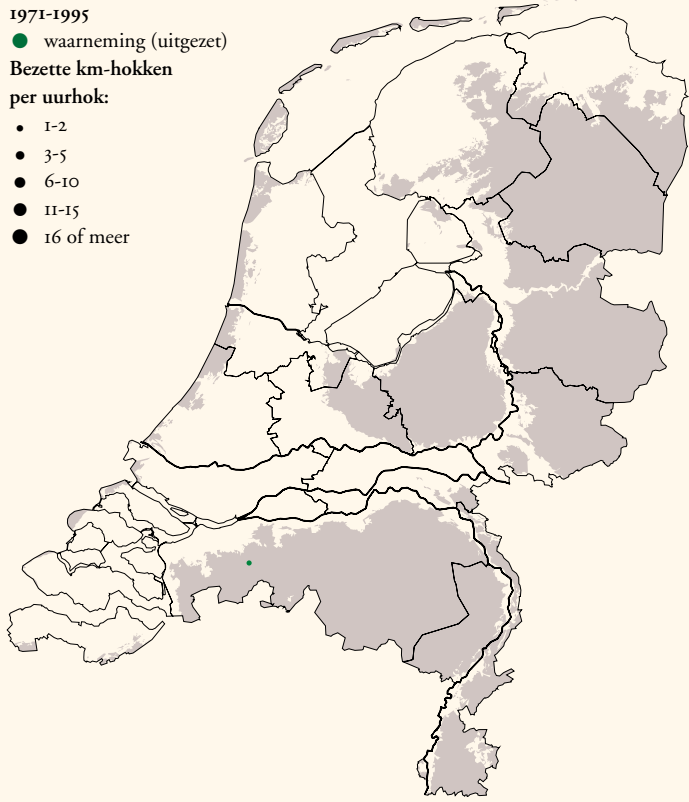 1971-1995
waarneming (uitgezet)
Bezette km-hokken
per uurhok:
1-2
3-5
6-10
11-15
16 of meer